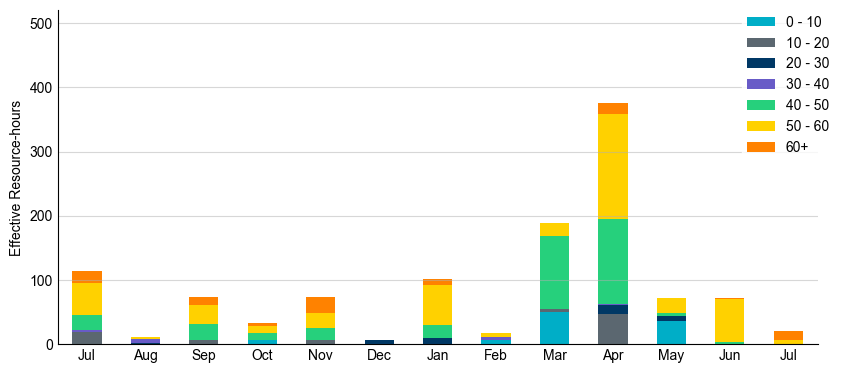 500
400
300
200
100
0
Effective Resource-hours
Jul Aug Sep Oct Nov Dec Jan Feb Mar Apr May Jun Jul
0 - 10
10 - 20
20 - 30
30 - 40
40 - 50
50 - 60
60+